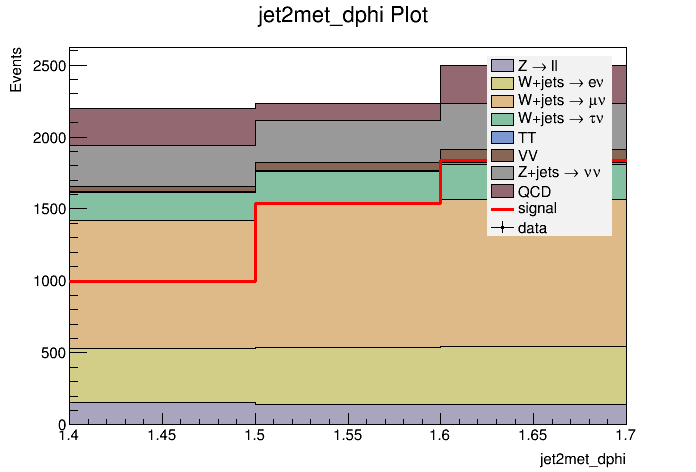 jet2met_dphi Plot
Events
2500
2000
1500
1000
500
0
1.4 1.45 1.5 1.55 1.6 1.65 1.7
jet2met_dphi
Z → ll
W+jets → eν
W+jets → μν
W+jets → τν
TT
VV
Z+jets → νν
QCD
signal
data